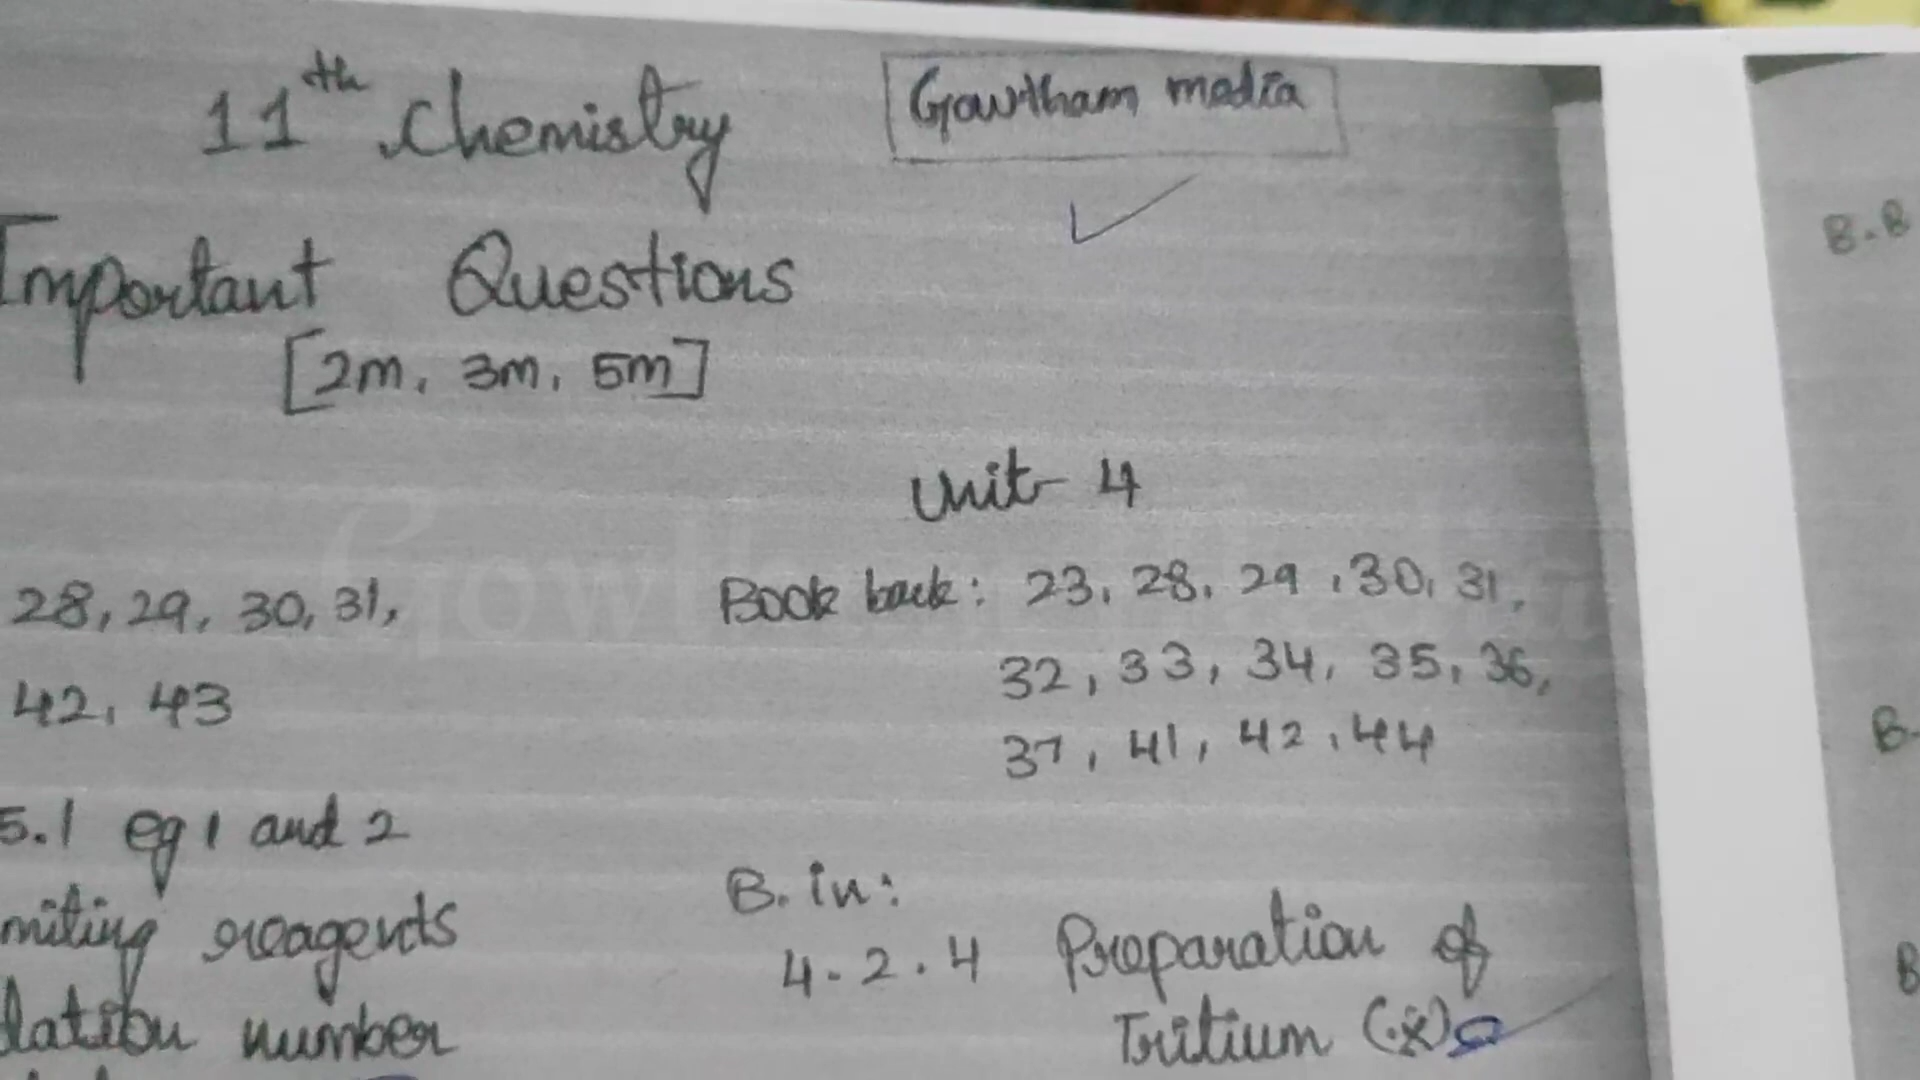 11th Chemistry
Gowtham media
Important Questions
[2m, 3m, 5m]
28, 29, 30, 31,
42, 43
5.1 eg 1 and 2
miting reagents
dation number
Unit 4
Book back: 23, 28, 29, 30, 31,
32, 33, 34, 35, 36,
37, 41, 42, 44
B. in:
4.2.4 Preparation of
Tritium
B.B
B.
B